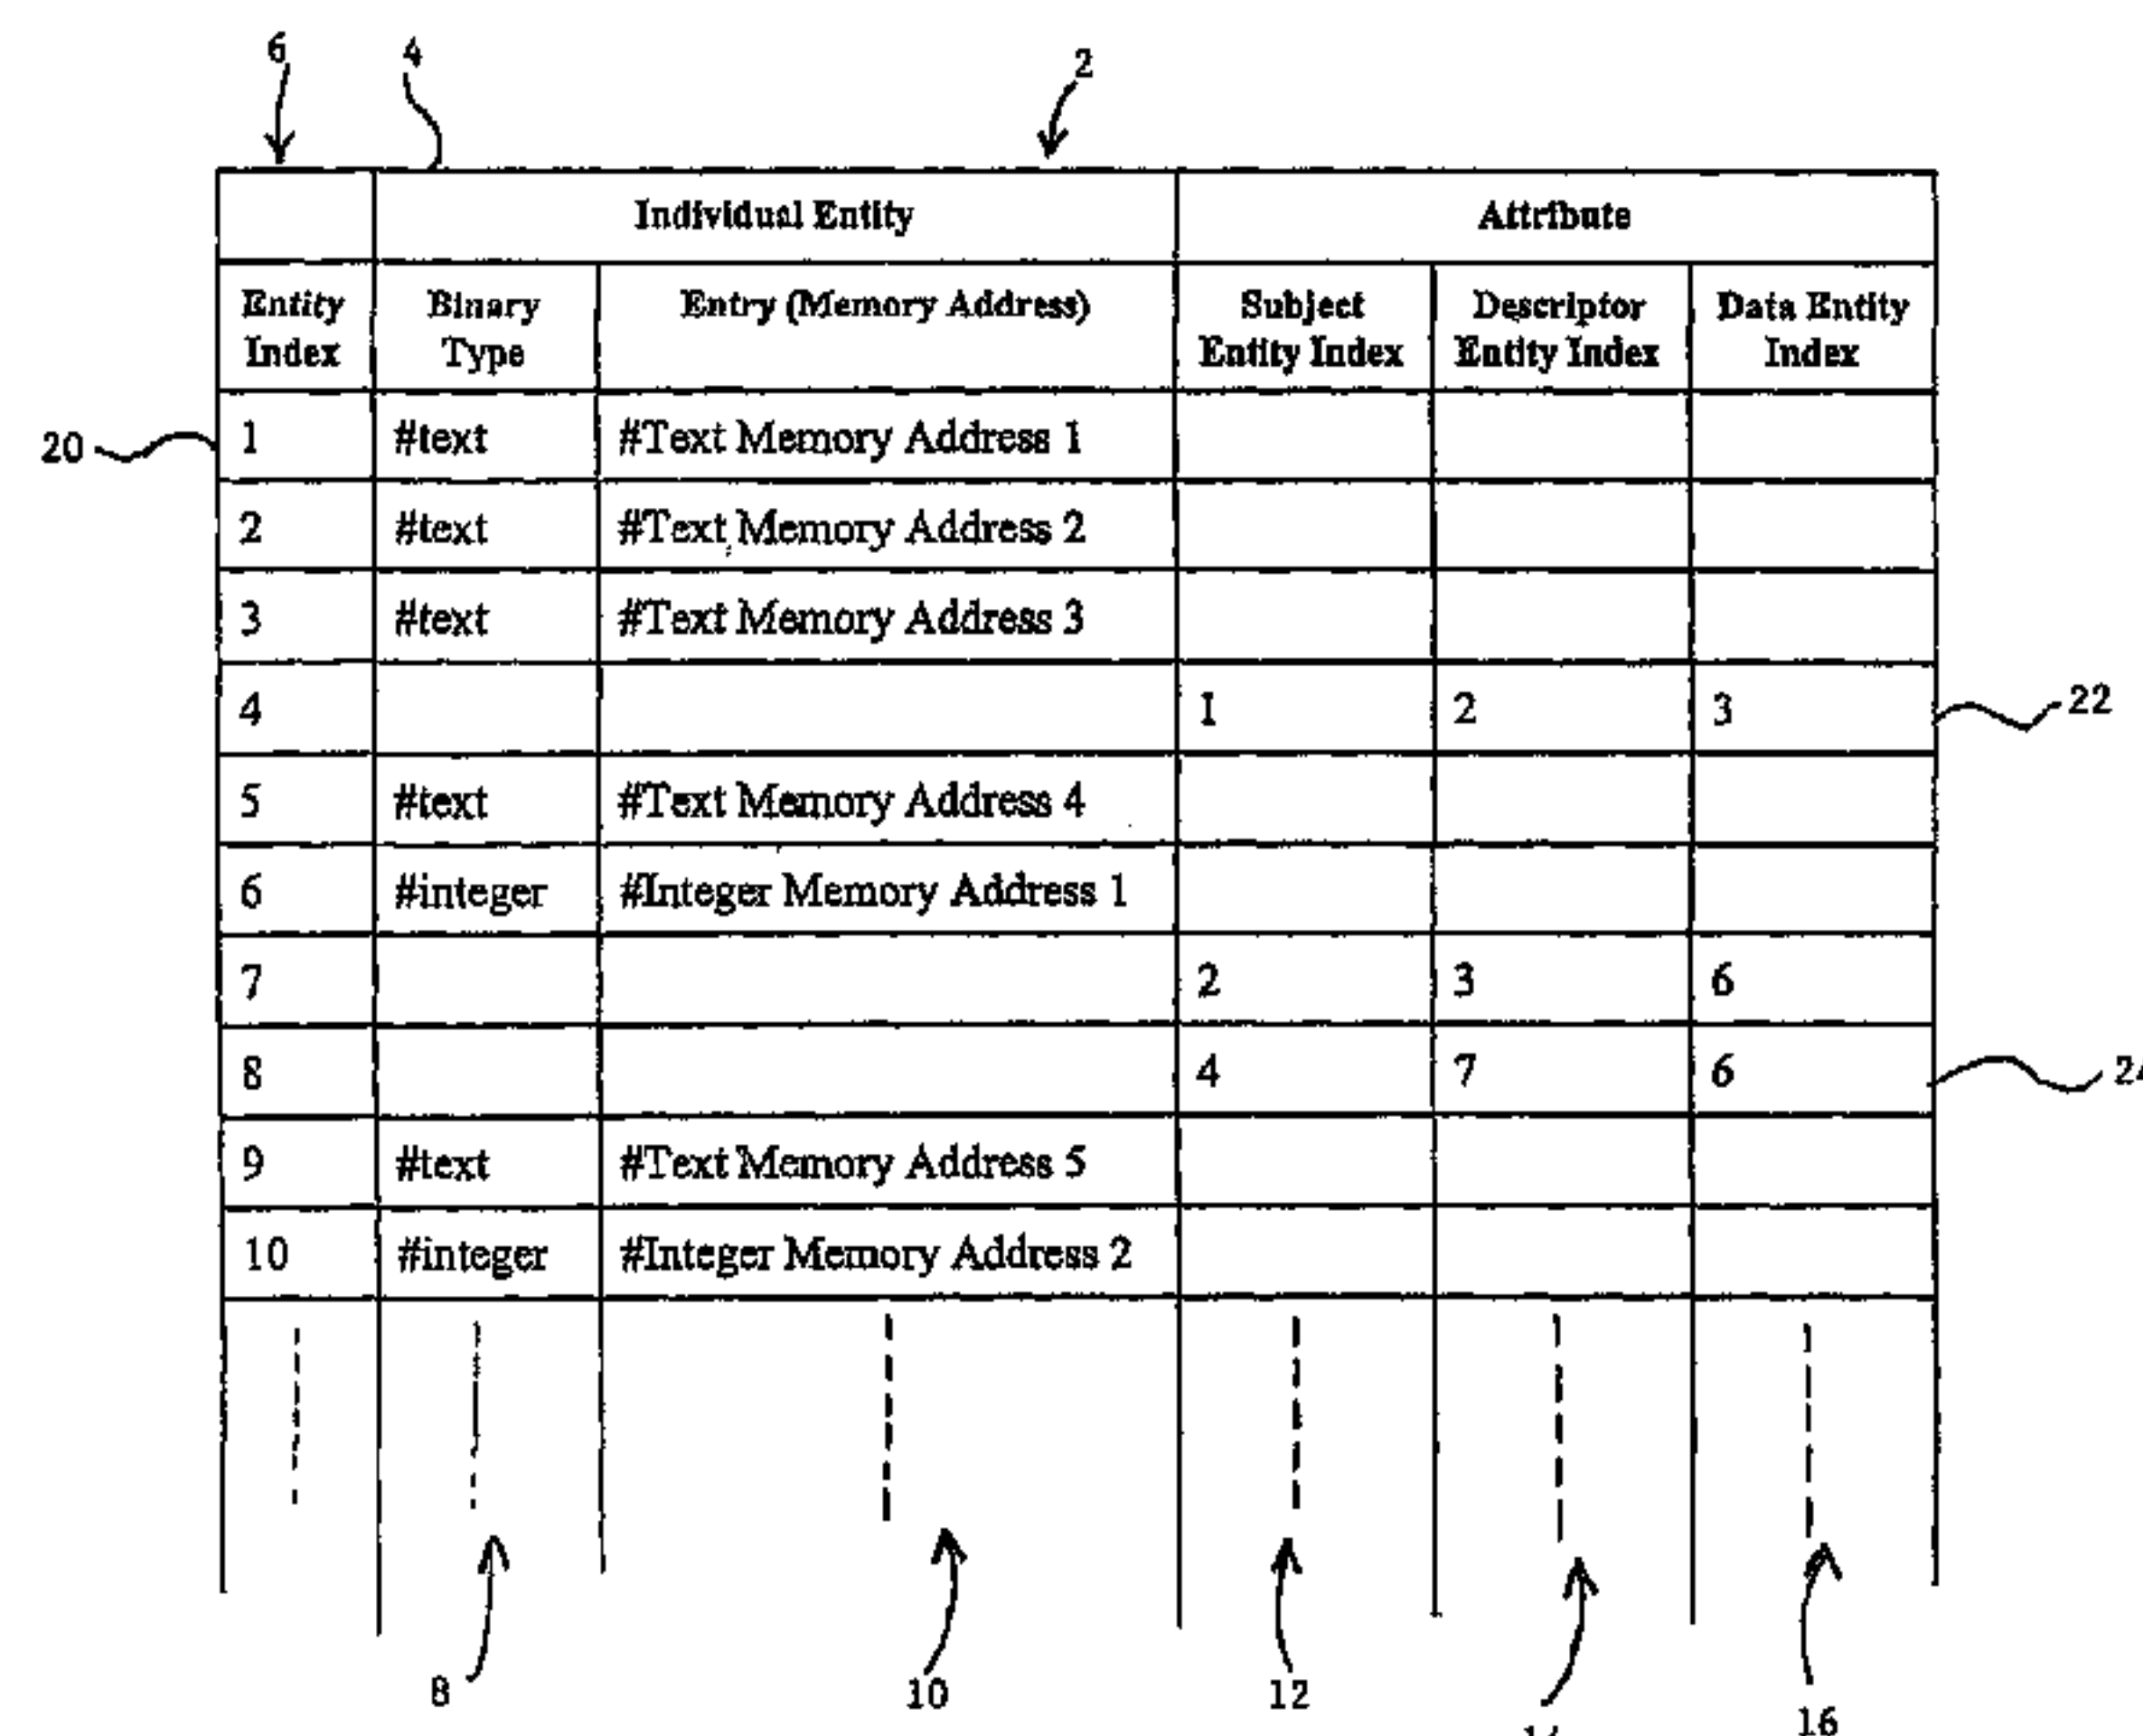 6 4 2
Individual Entity Attribute
Entity Binary Entry (Memory Address) Subject Descriptor Data Entity
Index Type Entity Index Entity Index Index
20 1 #text #Text Memory Address 1
2 #text #Text Memory Address 2
3 #text #Text Memory Address 3
4 1 2 3 22
5 #text #Text Memory Address 4
6 #integer #Integer Memory Address 1
7 2 3 6
8 4 7 6
9 #text #Text Memory Address 5
10 #integer #Integer Memory Address 2
8 10 12 16